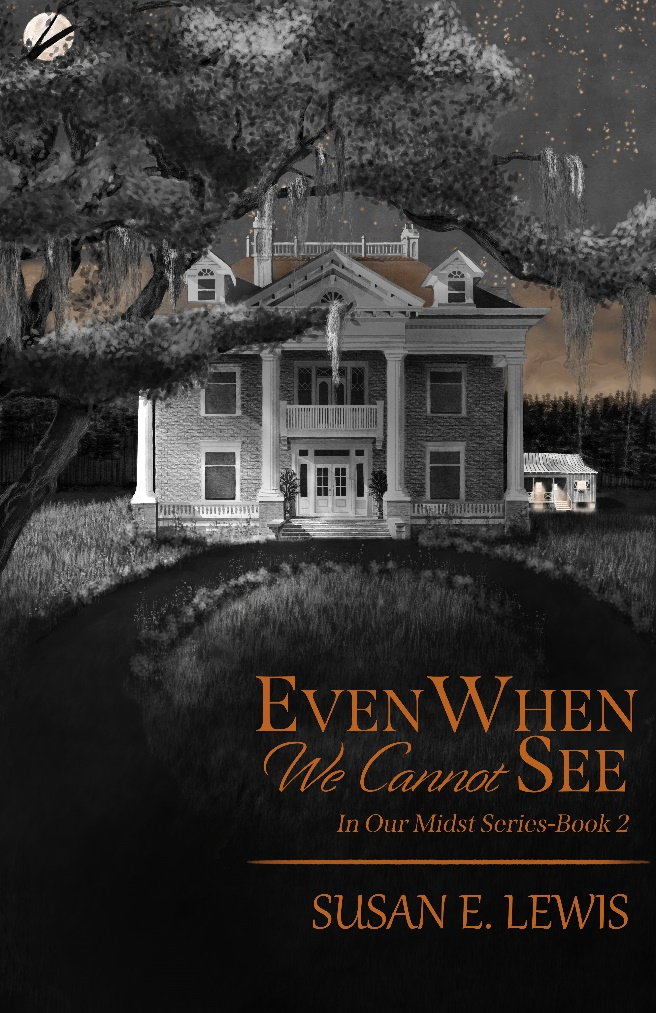 EVEN WHEN
We Cannot SEE
In Our Midst Series-Book 2
SUSAN E. LEWIS